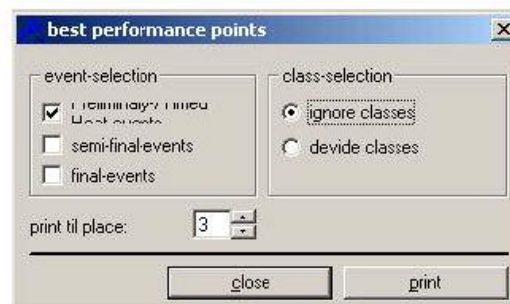 best performance points
event-selection
semi-final-events
final-events
class-selection
ignore classes
devide classes
print til place: 3
close
print